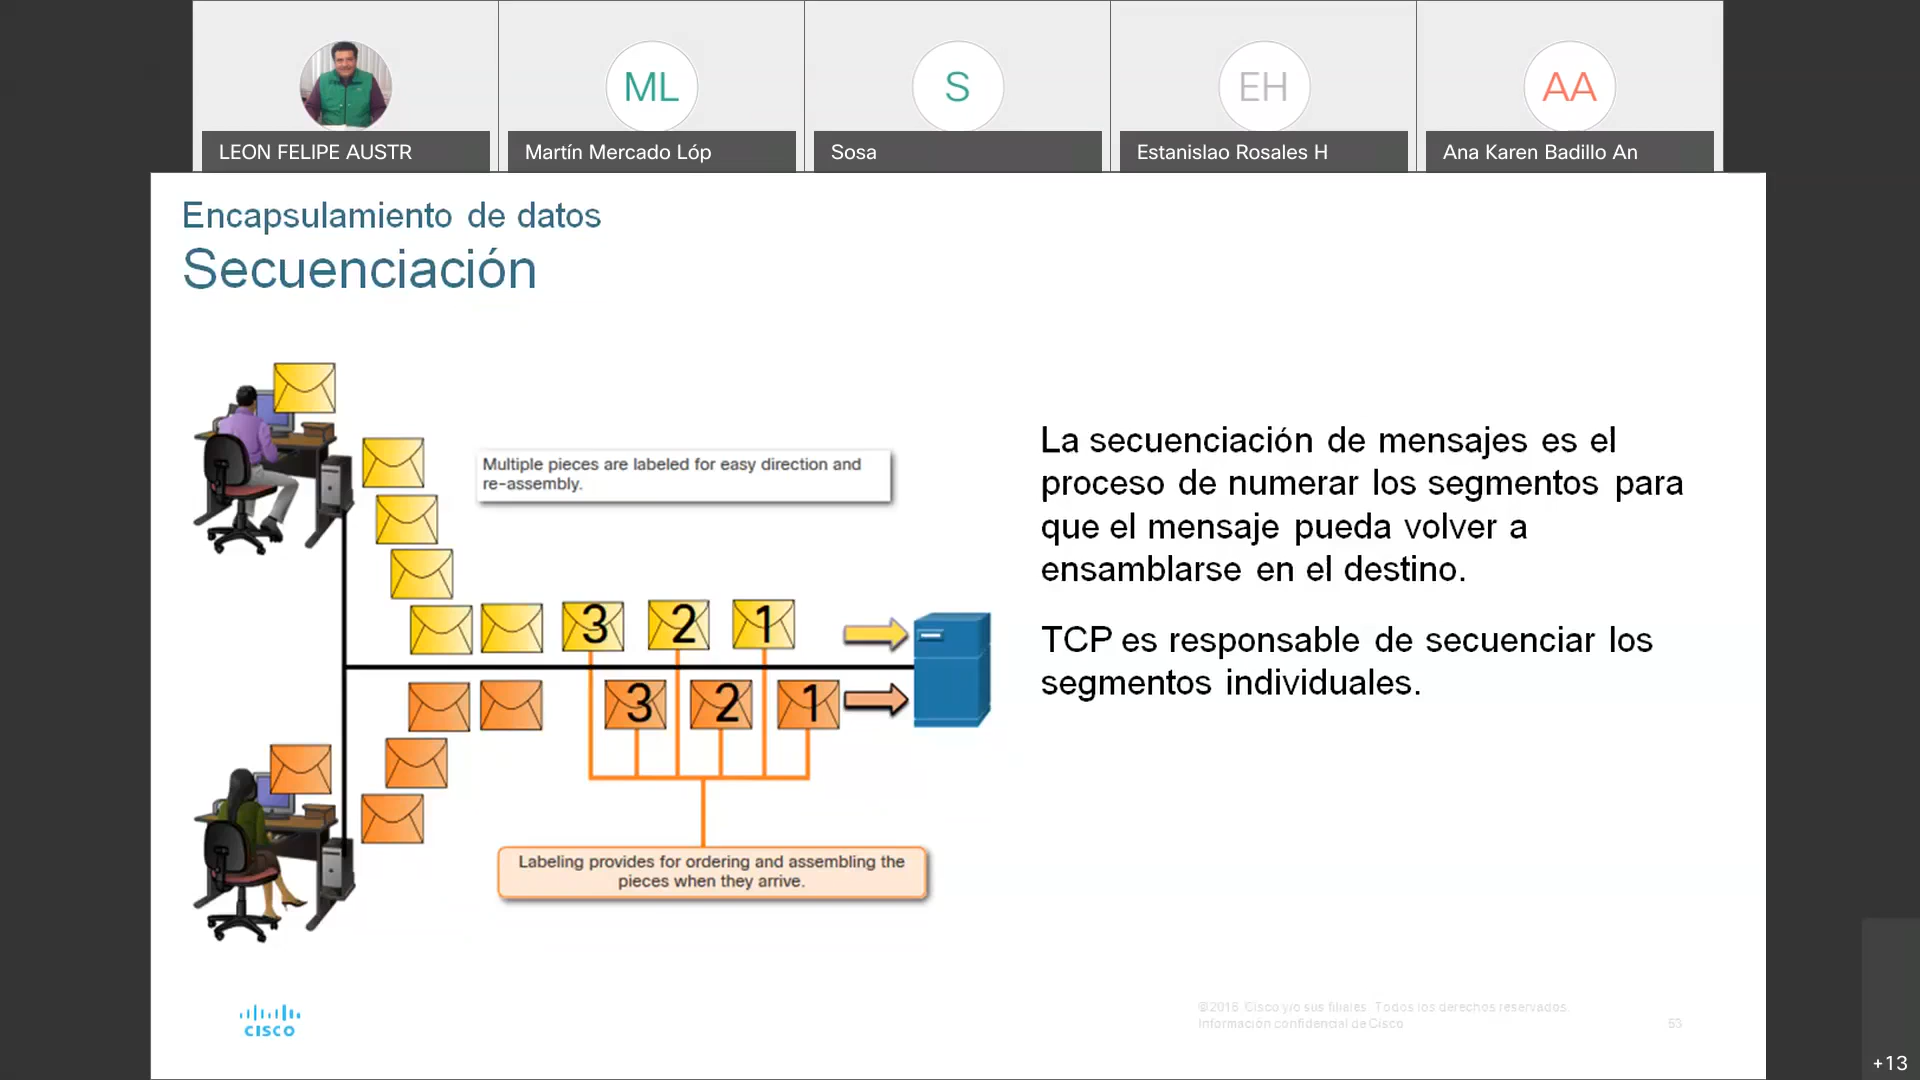 ML
S
EH
AA
LEON FELIPE AUSTR
Martín Mercado Lóp
Sosa
Estanislao Rosales H
Ana Karen Badillo An
Encapsulamiento de datos
Secuenciación
Multiple pieces are labeled for easy direction and
re-assembly.
3
2
1
3
2
1
Labeling provides for ordering and assembling the
pieces when they arrive.
La secuenciación de mensajes es el
proceso de numerar los segmentos para
que el mensaje pueda volver a
ensamblarse en el destino.
TCP es responsable de secuenciar los
segmentos individuales.
CISCO
©2016 Cisco y/o sus filiales. Todos los derechos reservados.
Información confidencial de Cisco
53
+13